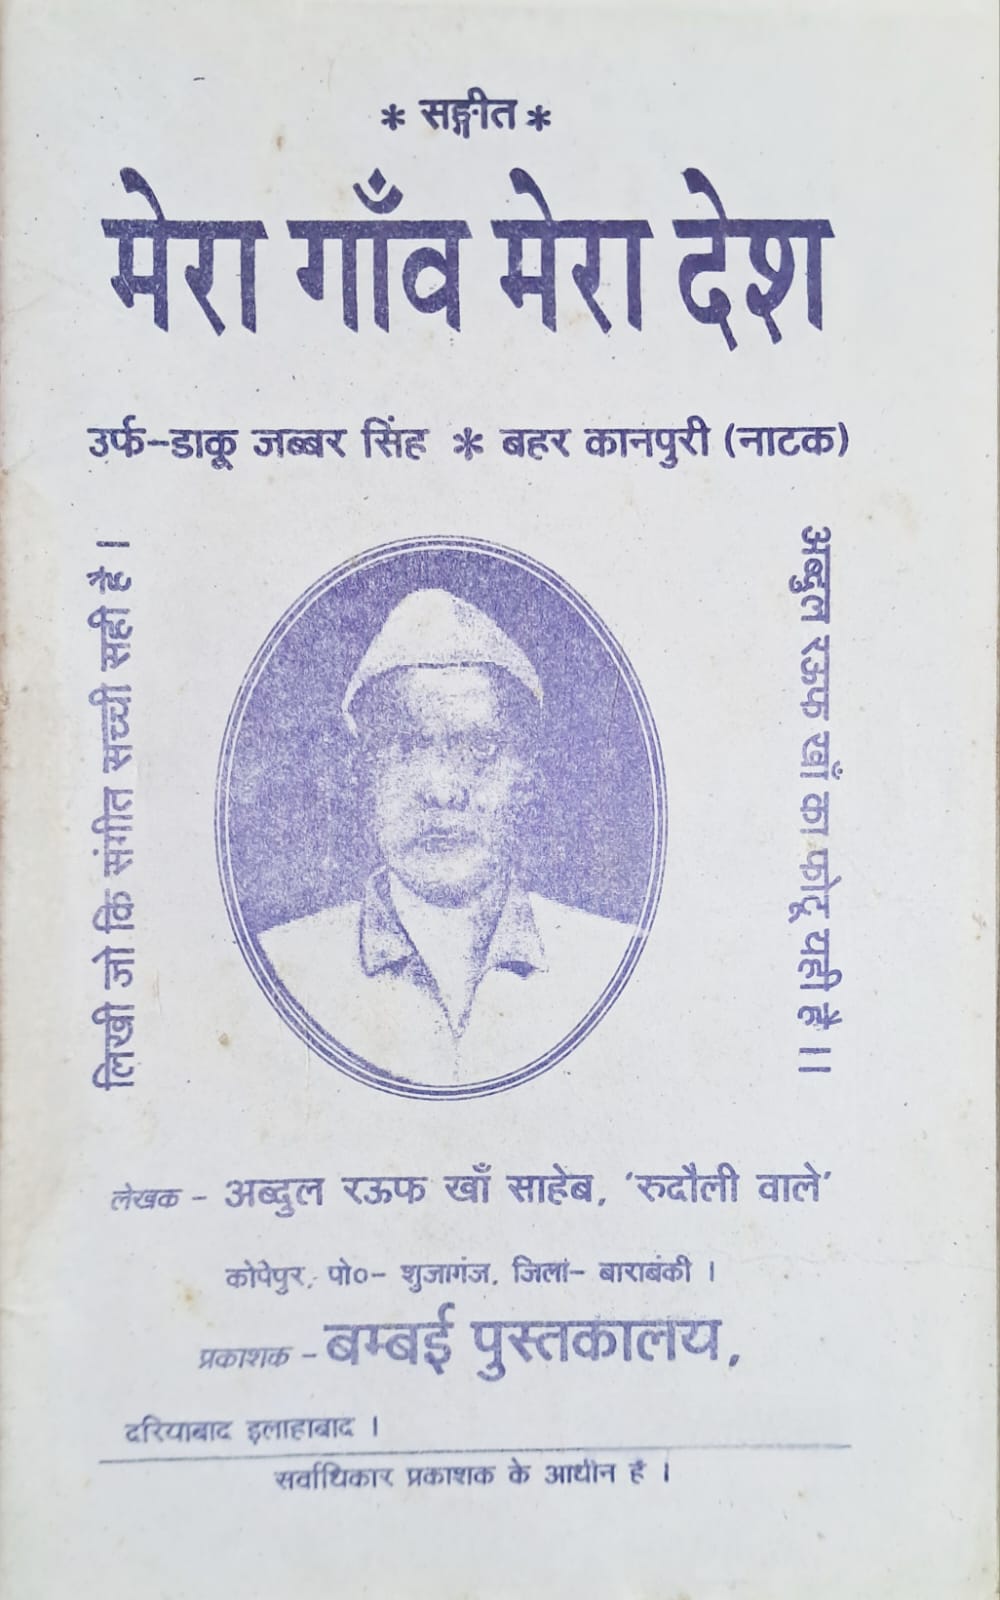 * सङ्गीत *
मेरा गाँव मेरा देश
उर्फ-डाकू जब्बर सिंह * बहर कानपुरी (नाटक)
लिखी जो कि संगीत सच्ची सही है ।
अब्दुल रऊफ खां का फोटू यही है ।।
लेखक - अब्दुल रऊफ खाँ साहेब, 'रुदौली वाले'
कोपेपुर, पो०- शुजागंज, जिला- बाराबंकी ।
प्रकाशक - बम्बई पुस्तकालय,
दरियाबाद इलाहाबाद ।
सर्वाधिकार प्रकाशक के आधीन है ।